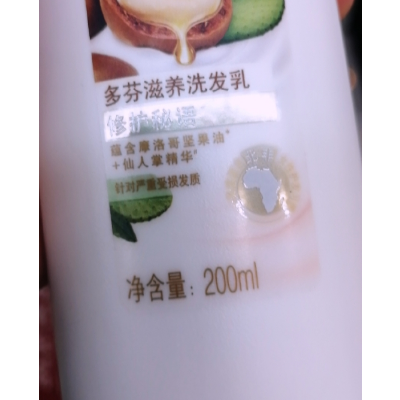 多芬滋养洗发乳
修护秘语
蕴含摩洛哥坚果油*
+仙人掌精华*
针对严重受损发质
净含量：200ml